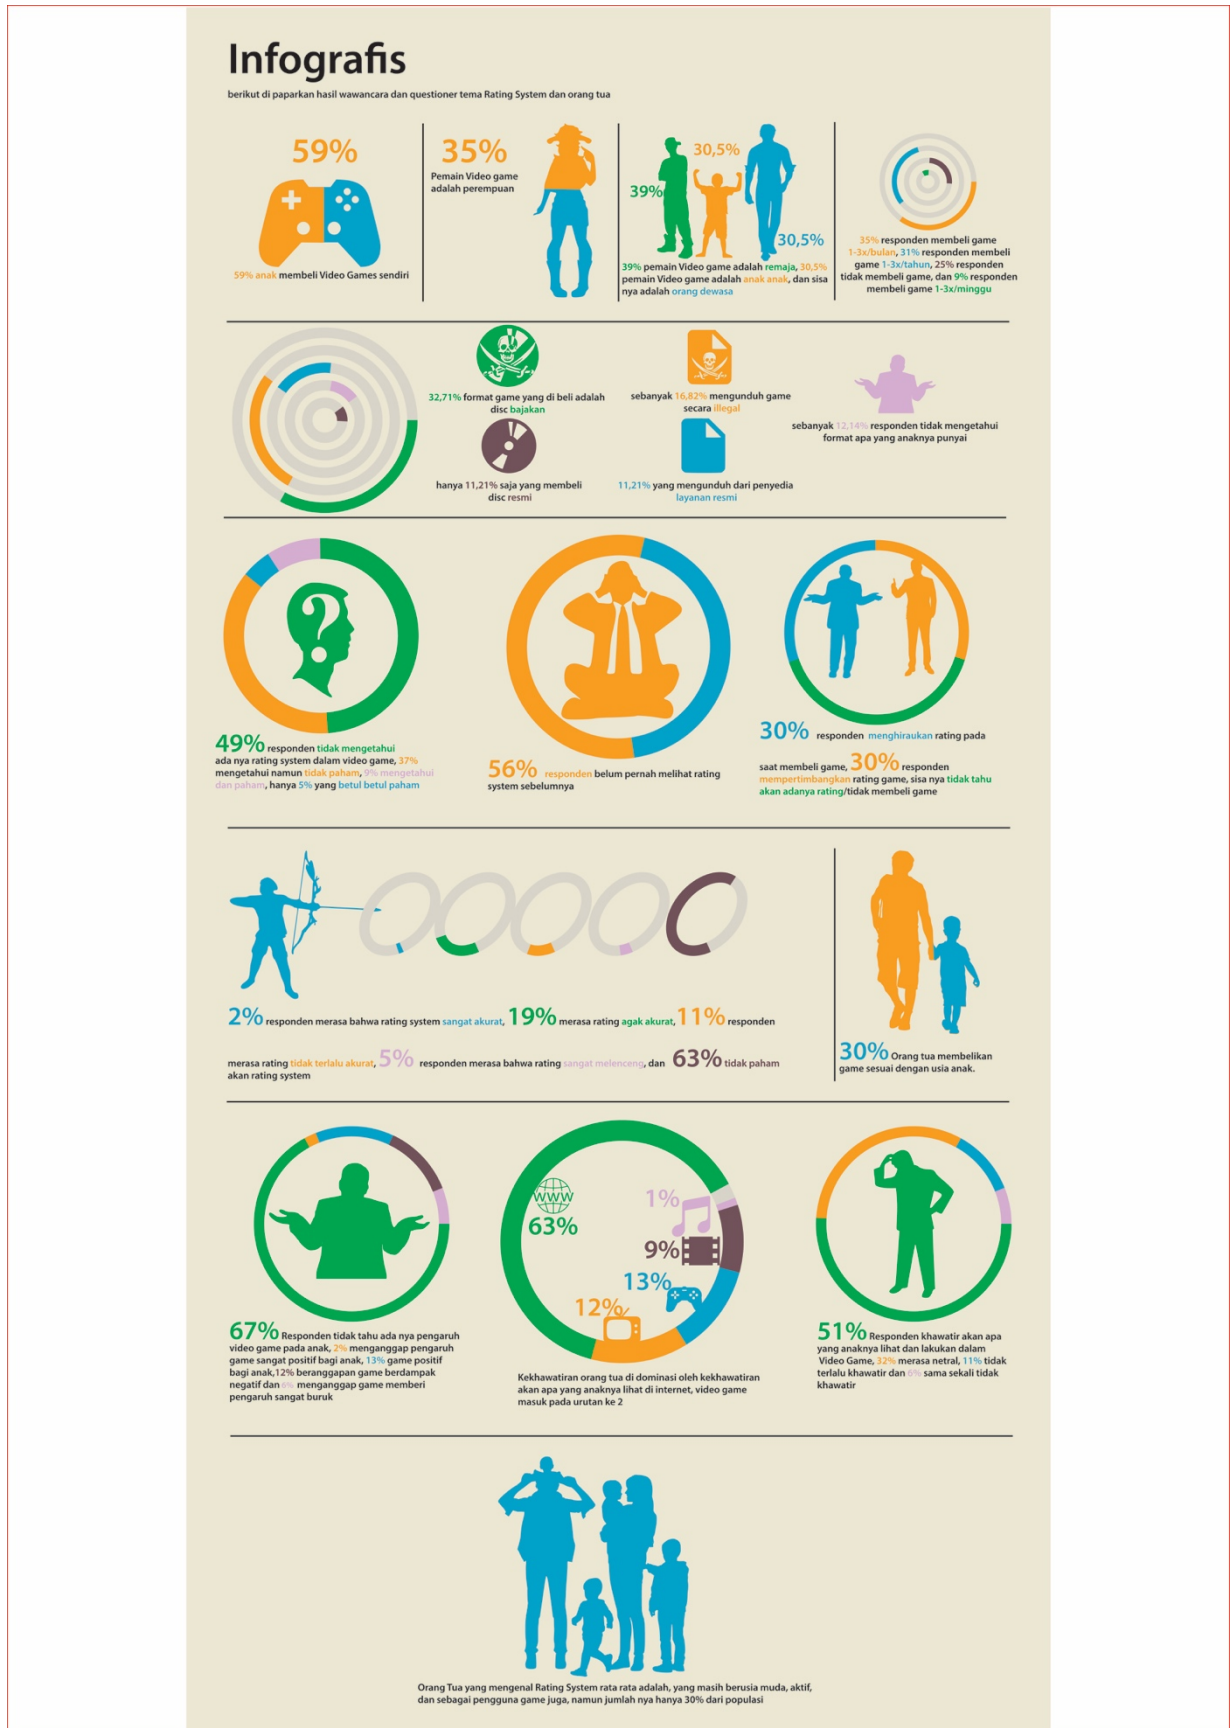 Infografis
berikut di paparkan hasil wawancara dan questioner tema Rating System dan orang tua
59%
59% anak membeli Video Games sendiri
35%
Pemain Video game
adalah perempuan
30,5%
39%
30,5%
39% pemain Video game adalah remaja, 30,5%
pemain Video game adalah anak anak, dan sisa
nya adalah orang dewasa
35% responden membeli game
1-3x/bulan, 31% responden membeli
game 1-3x/tahun, 25% responden
tidak membeli game, dan 9% responden
membeli game 1-3x/minggu
32,71% format game yang di beli adalah
disc bajakan
sebanyak 16,82% mengunduh game
secara illegal
sebanyak 12,14% responden tidak mengetahui
format apa yang anaknya punyai
hanya 11,21% saja yang membeli
disc resmi
11,21% yang mengunduh dari penyedia
layanan resmi
49% responden tidak mengetahui
ada nya rating system dalam video game, 37%
mengetahui namun tidak paham, 9% mengetahui
dan paham, hanya 5% yang betul betul paham
56% responden belum pernah melihat rating
system sebelumnya
30% responden menghiraukan rating pada
saat membeli game, 30% responden
mempertimbangkan rating game, sisa nya tidak tahu
akan adanya rating/tidak membeli game
2% responden merasa bahwa rating system sangat akurat, 19% merasa rating agak akurat, 11% responden
merasa rating tidak terlalu akurat, 5% responden merasa bahwa rating sangat melenceng, dan 63% tidak paham
akan rating system
30% Orang tua membelikan
game sesuai dengan usia anak.
67% Responden tidak tahu ada nya pengaruh
video game pada anak, 2% menganggap pengaruh
game sangat positif bagi anak, 13% game positif
bagi anak,12% beranggapan game berdampak
negatif dan 6% menganggap game memberi
pengaruh sangat buruk
www
63%
1%
9%
13%
12%
Kekhawatiran orang tua di dominasi oleh kekhawatiran
akan apa yang anaknya lihat di internet, video game
masuk pada urutan ke 2
51% Responden khawatir akan apa
yang anaknya lihat dan lakukan dalam
Video Game, 32% merasa netral, 11% tidak
terlalu khawatir dan 6% sama sekali tidak
khawatir
Orang Tua yang mengenal Rating System rata rata adalah, yang masih berusia muda, aktif,
dan sebagai pengguna game juga, namun jumlah nya hanya 30% dari populasi